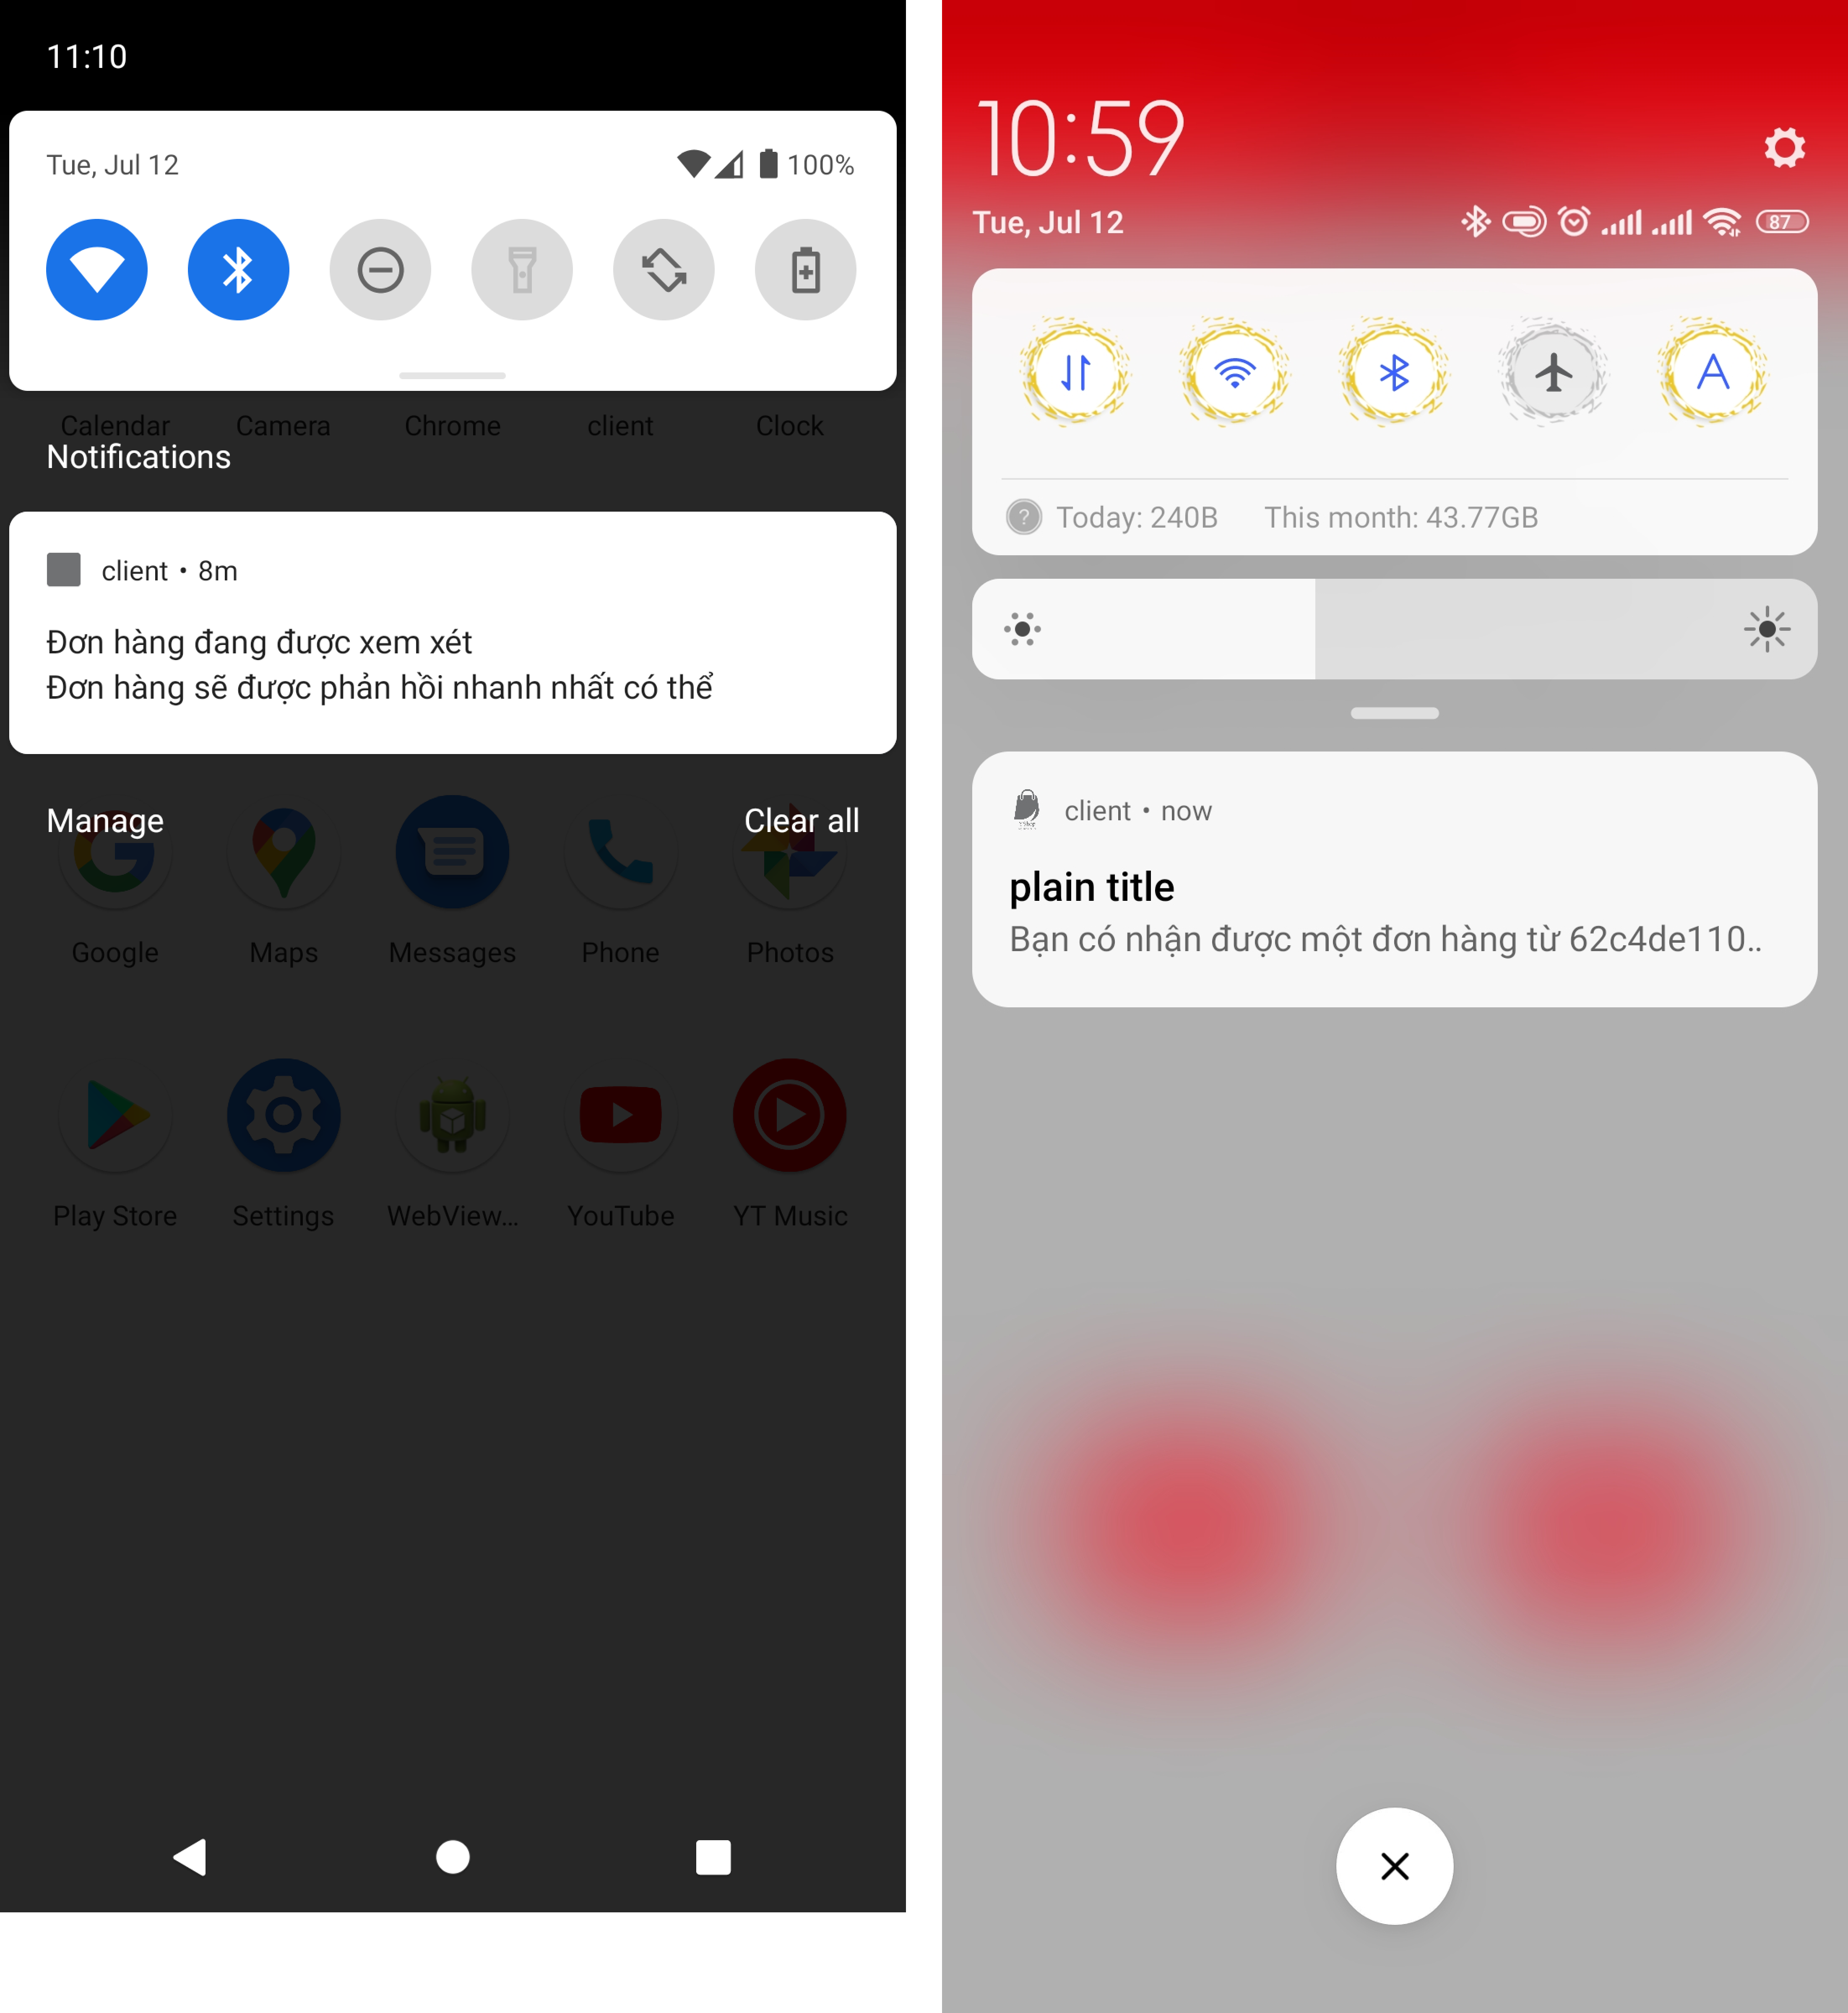 11:10
Tue, Jul 12
100%
Calendar Camera Chrome client Clock
Notifications
client • 8m
Đơn hàng đang được xem xét
Đơn hàng sẽ được phản hồi nhanh nhất có thể
Manage Clear all
Google Maps Messages Phone Photos
Play Store Settings WebView... YouTube YT Music
10:59
Tue, Jul 12
87
A
? Today: 240B This month: 43.77GB
client • now
plain title
Bạn có nhận được một đơn hàng từ 62c4de110..